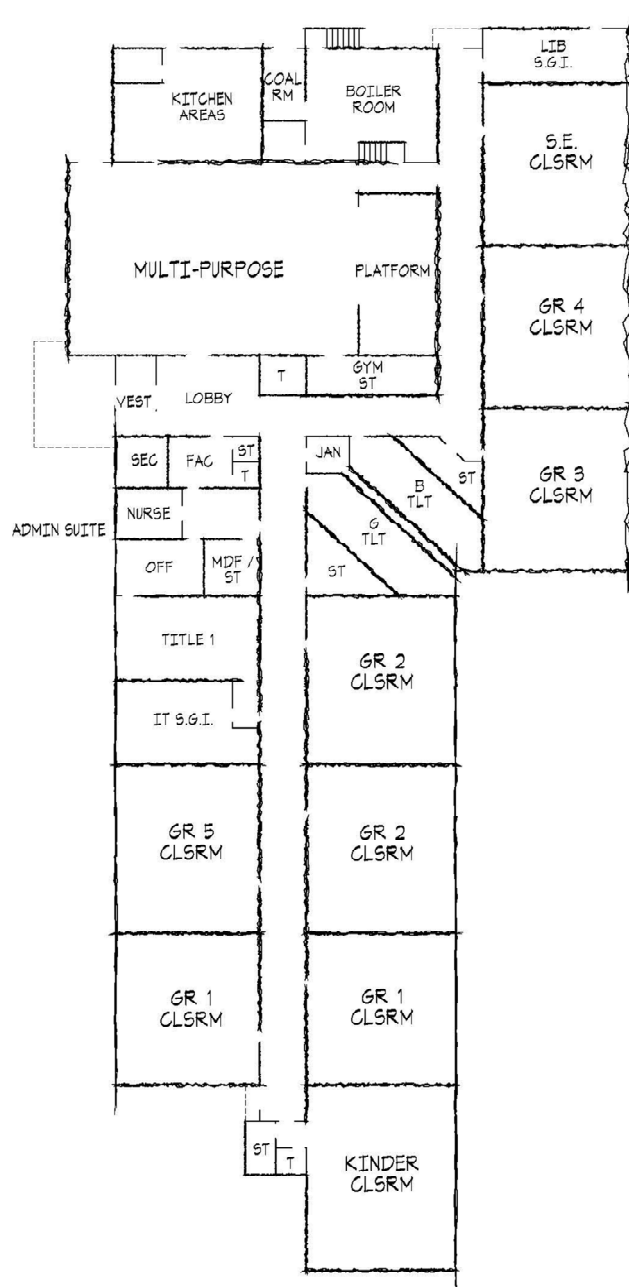 LIB
S.G.I.
KITCHEN
AREAS
COAL
RM
BOILER
ROOM
S.E.
CLSRM
MULTI-PURPOSE
PLATFORM
GR 4
CLSRM
T
GYM
ST
VEST
LOBBY
SEC
FAC
ST
T
JAN
B
TLT
ST
GR 3
CLSRM
NURSE
G
TLT
ADMIN SUITE
OFF
MDF /
ST
ST
TITLE 1
GR 2
CLSRM
IT S.G.I.
GR 5
CLSRM
GR 2
CLSRM
GR 1
CLSRM
GR 1
CLSRM
ST
T
KINDER
CLSRM